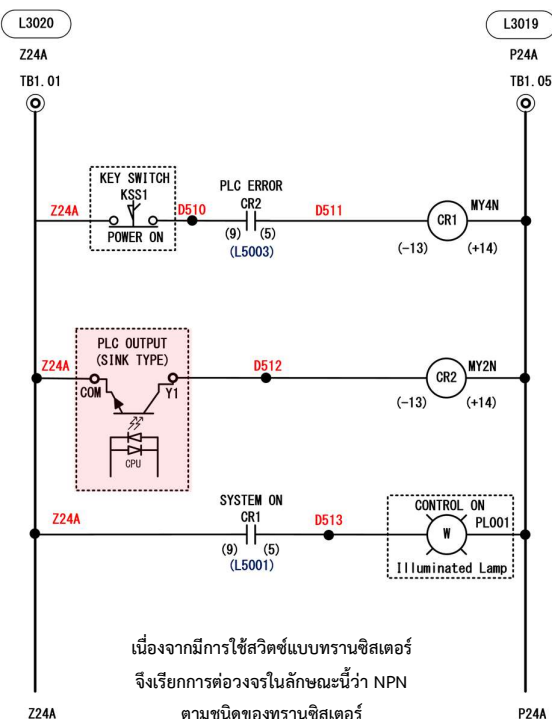 L3020
L3019
Z24A
P24A
TB1.01
TB1.05
KEY SWITCH
KSS1
PLC ERROR
CR2
Z24A
D510
D511
CR1
MY4N
POWER ON
(9)
(5)
(L5003)
(-13)
(+14)
PLC OUTPUT
(SINK TYPE)
Z24A
COM
Y1
D512
CR2
MY2N
(-13)
(+14)
CPU
SYSTEM ON
CR1
CONTROL ON
Z24A
D513
W
PL001
(9)
(5)
(L5001)
Illuminated Lamp
เนื่องจากมีการใช้สวิตซ์แบบทรานซิสเตอร์
จึงเรียกการต่อวงจรในลักษณะนี้ว่า NPN
ตามชนิดของทรานซิสเตอร์
Z24A
P24A